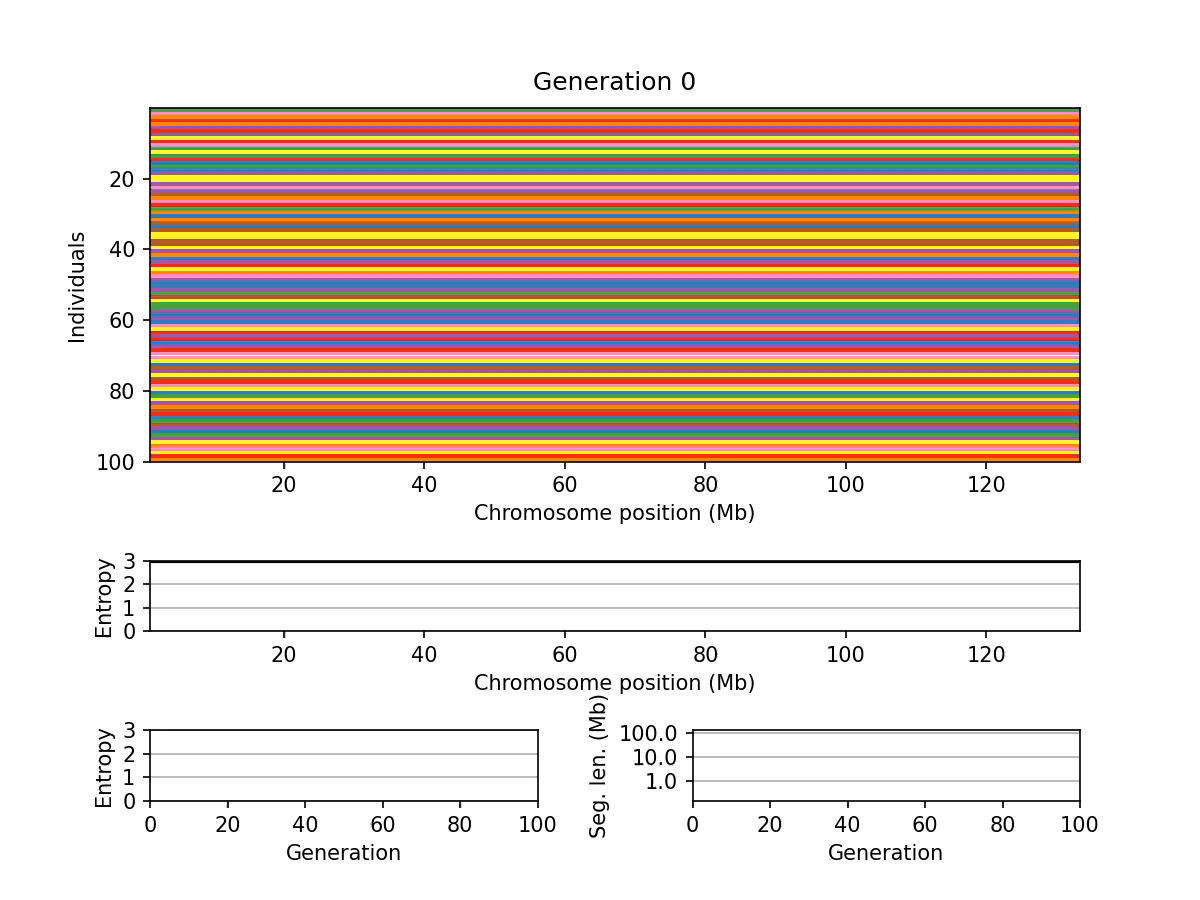 Generation 0
Individuals
20
40
60
80
100
20 40 60 80 100 120
Chromosome position (Mb)
Entropy
3
2
1
0
20 40 60 80 100 120
Chromosome position (Mb)
Entropy
3
2
1
0
0 20 40 60 80 100
Generation
Seg. len. (Mb)
100.0
10.0
1.0
0 20 40 60 80 100
Generation